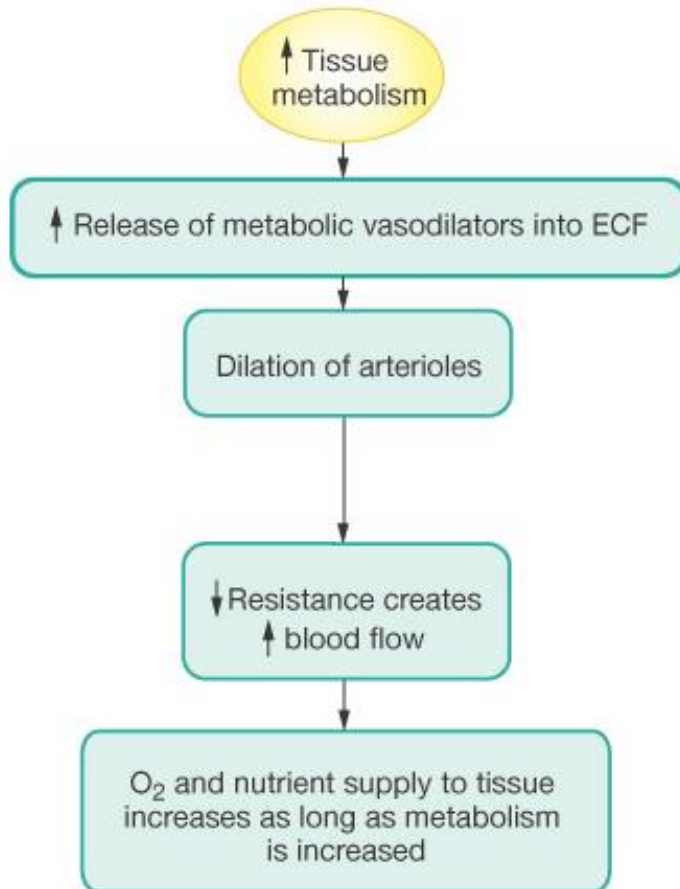 ↑ Tissue
metabolism
↑ Release of metabolic vasodilators into ECF
Dilation of arterioles
↓ Resistance creates
↑ blood flow
O₂ and nutrient supply to tissue
increases as long as metabolism
is increased